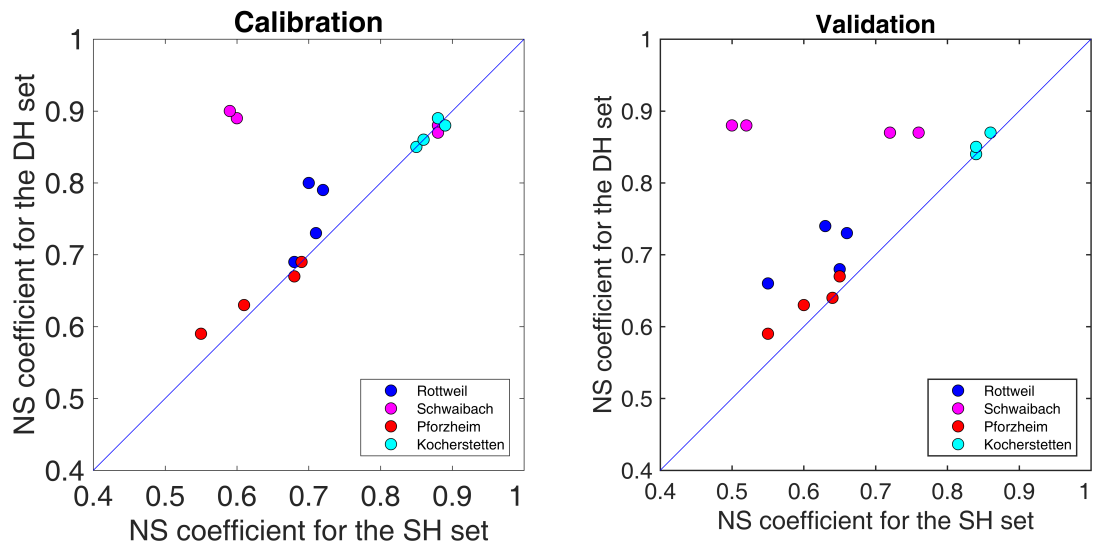 Calibration
NS coefficient for the DH set
1
0.9
0.8
0.7
0.6
0.5
0.4
0.4 0.5 0.6 0.7 0.8 0.9 1
NS coefficient for the SH set
Rottweil
Schwaibach
Pforzheim
Kocherstetten
Validation
NS coefficient for the DH set
1
0.9
0.8
0.7
0.6
0.5
0.4
0.4 0.5 0.6 0.7 0.8 0.9 1
NS coefficient for the SH set
Rottweil
Schwaibach
Pforzheim
Kocherstetten